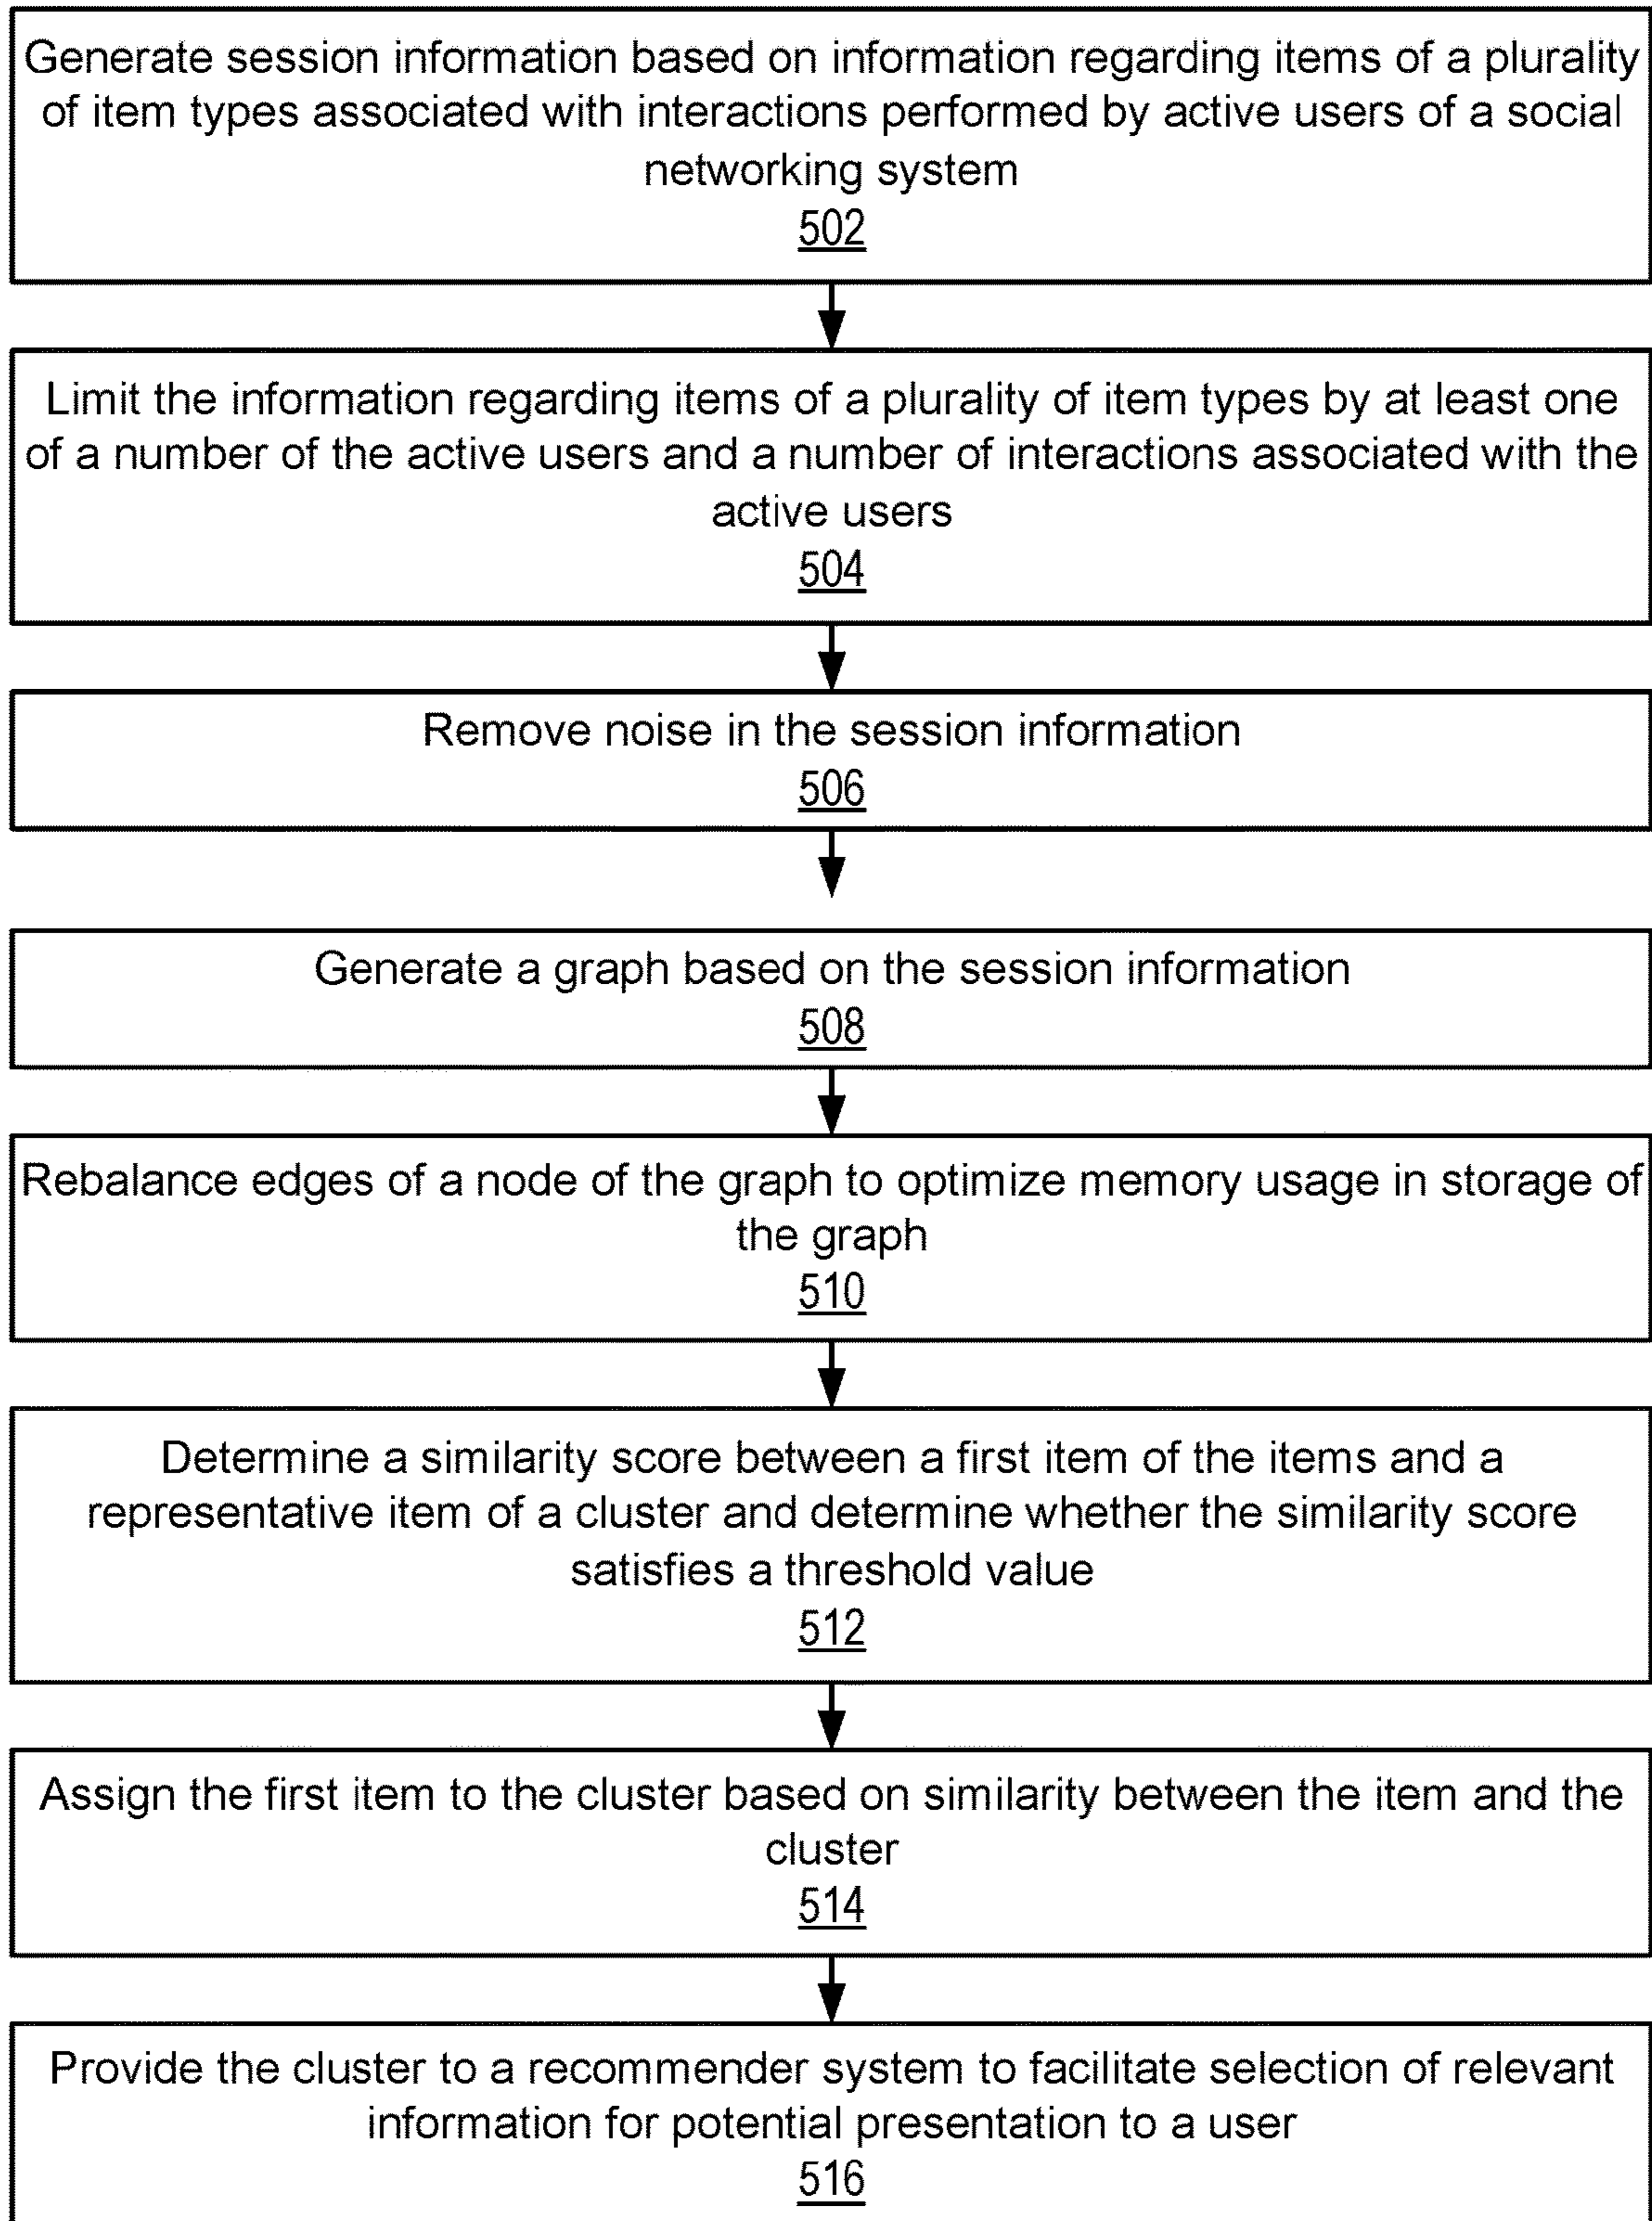 Generate session information based on information regarding items of a plurality
of item types associated with interactions performed by active users of a social
networking system
502
Limit the information regarding items of a plurality of item types by at least one
of a number of the active users and a number of interactions associated with the
active users
504
Remove noise in the session information
506
Generate a graph based on the session information
508
Rebalance edges of a node of the graph to optimize memory usage in storage of
the graph
510
Determine a similarity score between a first item of the items and a
representative item of a cluster and determine whether the similarity score
satisfies a threshold value
512
Assign the first item to the cluster based on similarity between the item and the
cluster
514
Provide the cluster to a recommender system to facilitate selection of relevant
information for potential presentation to a user
516